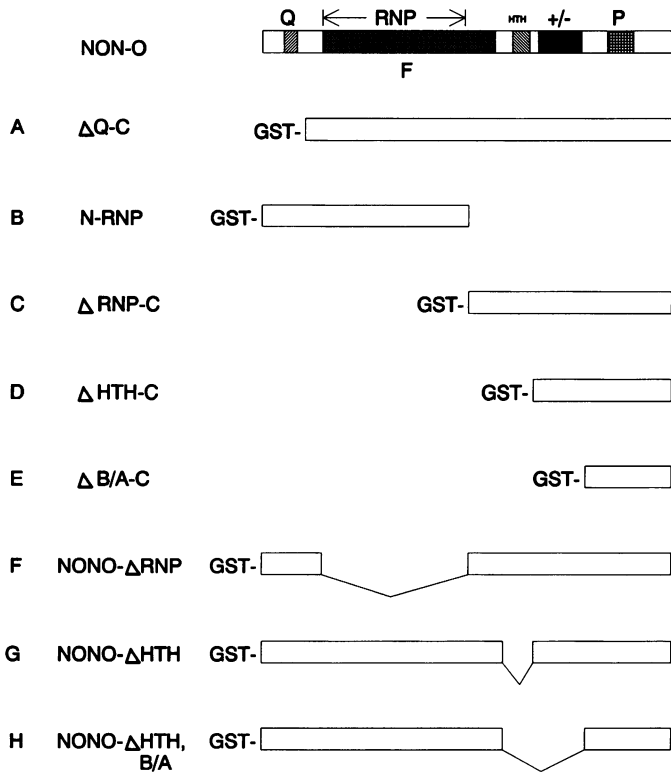 Q RNP HTH +/- P
NON-O
F
A ΔQ-C GST-
B N-RNP GST-
C Δ RNP-C GST-
D Δ HTH-C GST-
E Δ B/A-C GST-
F NONO-ΔRNP GST-
G NONO-ΔHTH GST-
H NONO-ΔHTH, GST-
B/A